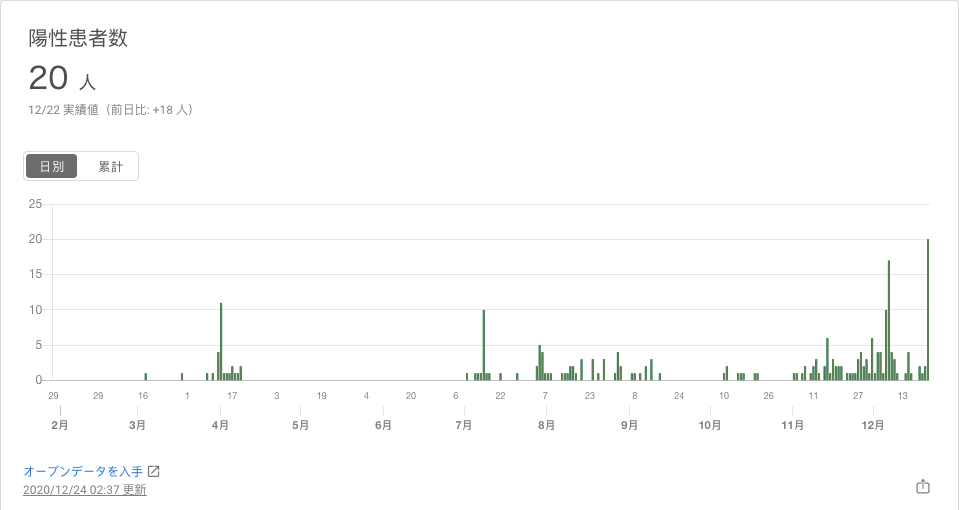 陽性患者数
20 人
12/22 実績値（前日比: +18 人）
日別 累計
25
20
15
10
5
0
29 29 16 1 17 3 19 4 20 6 22 7 23 8 24 10 26 11 27 13
2月 3月 4月 5月 6月 7月 8月 9月 10月 11月 12月
オープンデータを入手
2020/12/24 02:37 更新